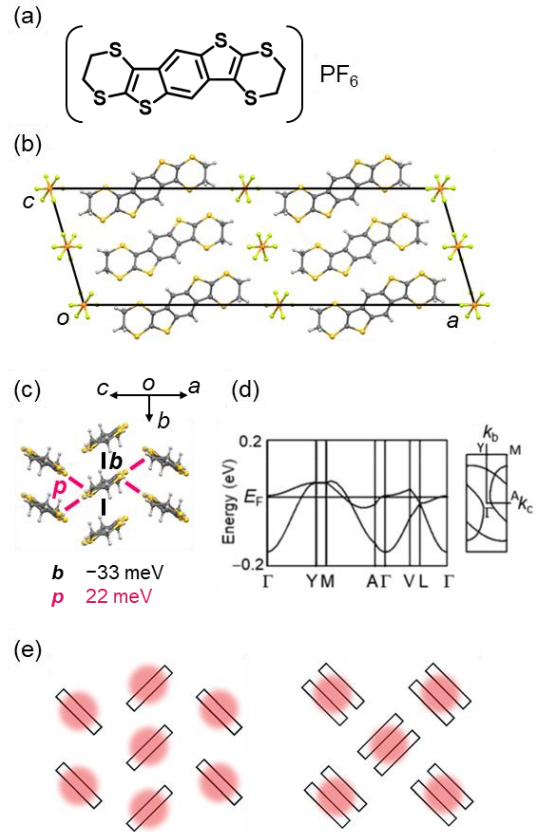 (a)
S
S
S
S
S
S
PF6
(b)
c
o
a
(c)
c o a
b
b
p
b −33 meV
p 22 meV
(d)
Energy (eV)
0.2
EF
−0.2
Γ Y M A Γ V L Γ
kb
Y M
Γ A kc
(e)